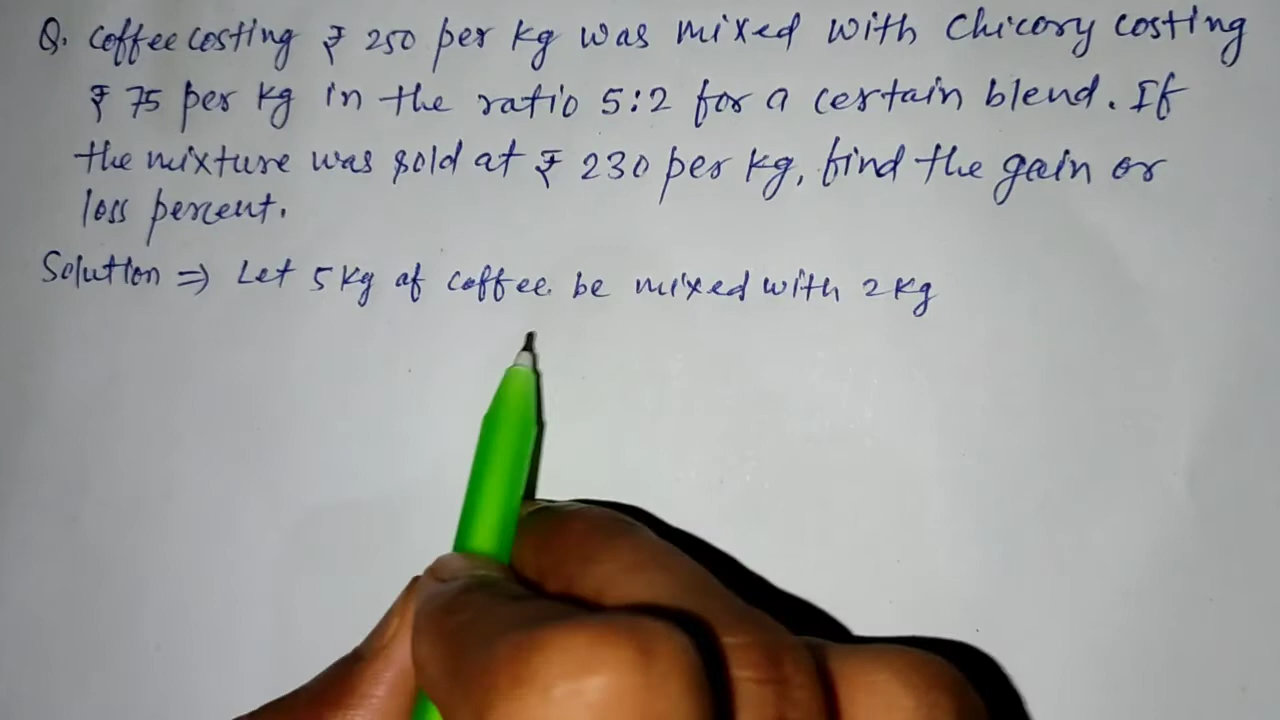 Q. Coffee costing ₹ 250 per kg was mixed with Chicory costing
₹ 75 per kg in the ratio 5:2 for a certain blend. If
the mixture was sold at ₹ 230 per kg, find the gain or
loss percent.
Solution ⇒ Let 5 kg of coffee be mixed with 2 kg